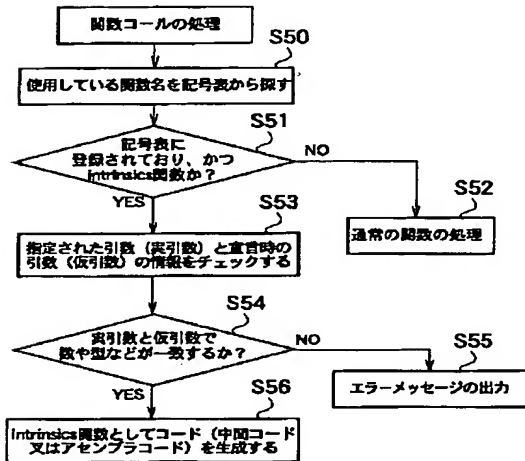 関数コールの処理
S50
使用している関数名を記号表から探す
S51
記号表に
登録されており、かつ
intrinsics関数か?
NO
YES
S52
通常の関数の処理
S53
指定された引数(実引数)と宣言時の
引数(仮引数)の情報をチェックする
S54
実引数と仮引数で
数や型などが一致するか?
NO
YES
S55
エラーメッセージの出力
S56
Intrinsics関数としてコード(中間コード
又はアセンブラコード)を生成する